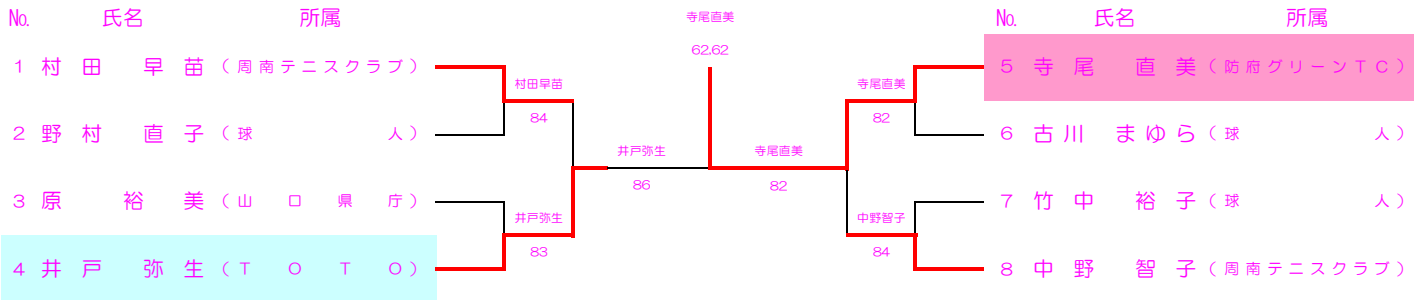 № 氏名 所属 寺尾直美 № 氏名 所属
62.62
1 村田 早苗 (周南テニスクラブ) 村田早苗 寺尾直美 5 寺尾 直美 (防府グリーンTC)
84 82
2 野村 直子 (球 人) 6 古川 まゆら (球 人)
井戸弥生 寺尾直美
86 82
3 原 裕美 (山口県庁) 井戸弥生 中野智子 7 竹中 裕子 (球 人)
83 84
4 井戸 弥生 (TOTO) 8 中野 智子 (周南テニスクラブ)